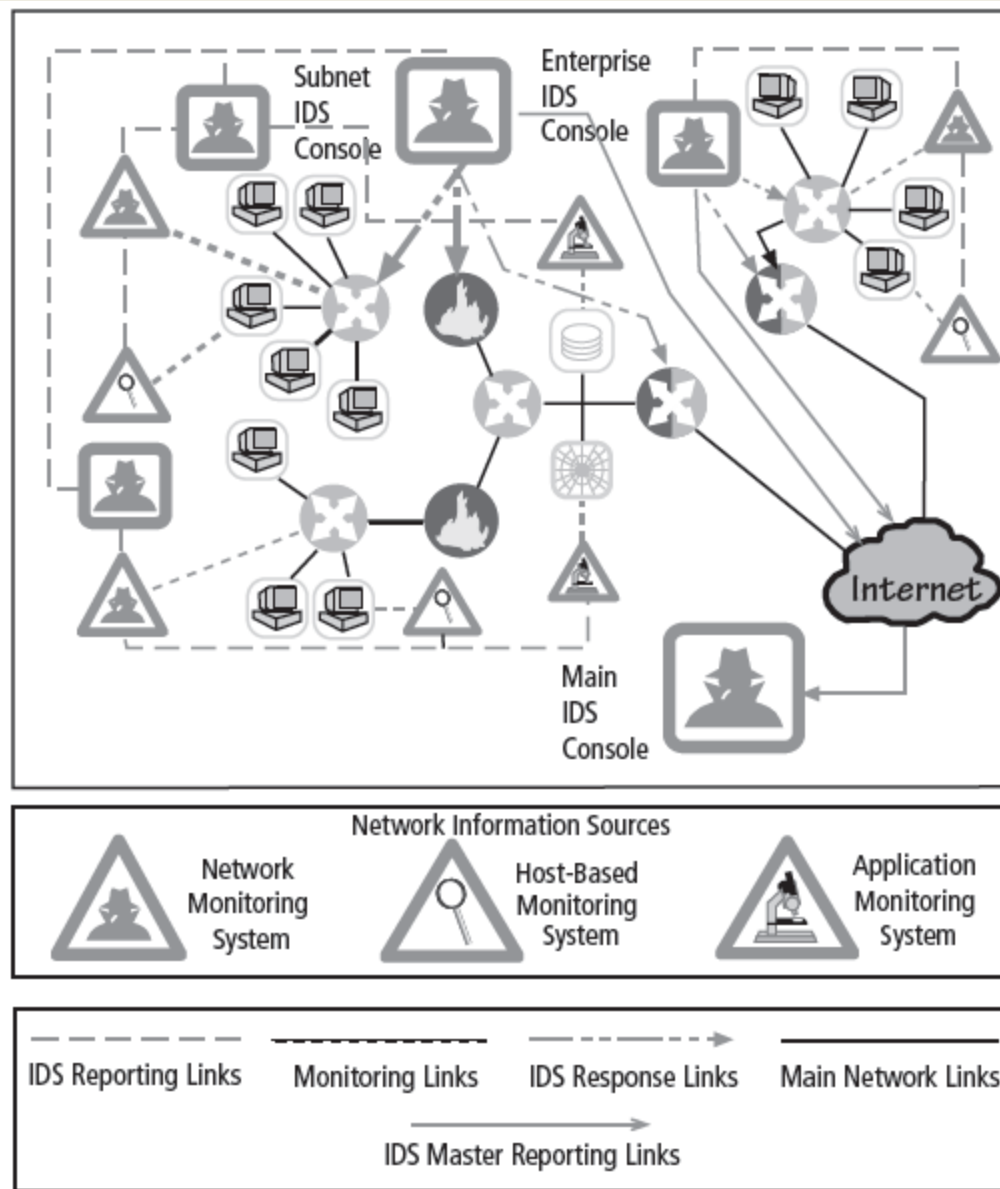 Subnet
IDS
Console
Enterprise
IDS
Console
Internet
Main
IDS
Console
Network Information Sources
Network
Monitoring
System
Host-Based
Monitoring
System
Application
Monitoring
System
IDS Reporting Links
Monitoring Links
IDS Response Links
Main Network Links
IDS Master Reporting Links